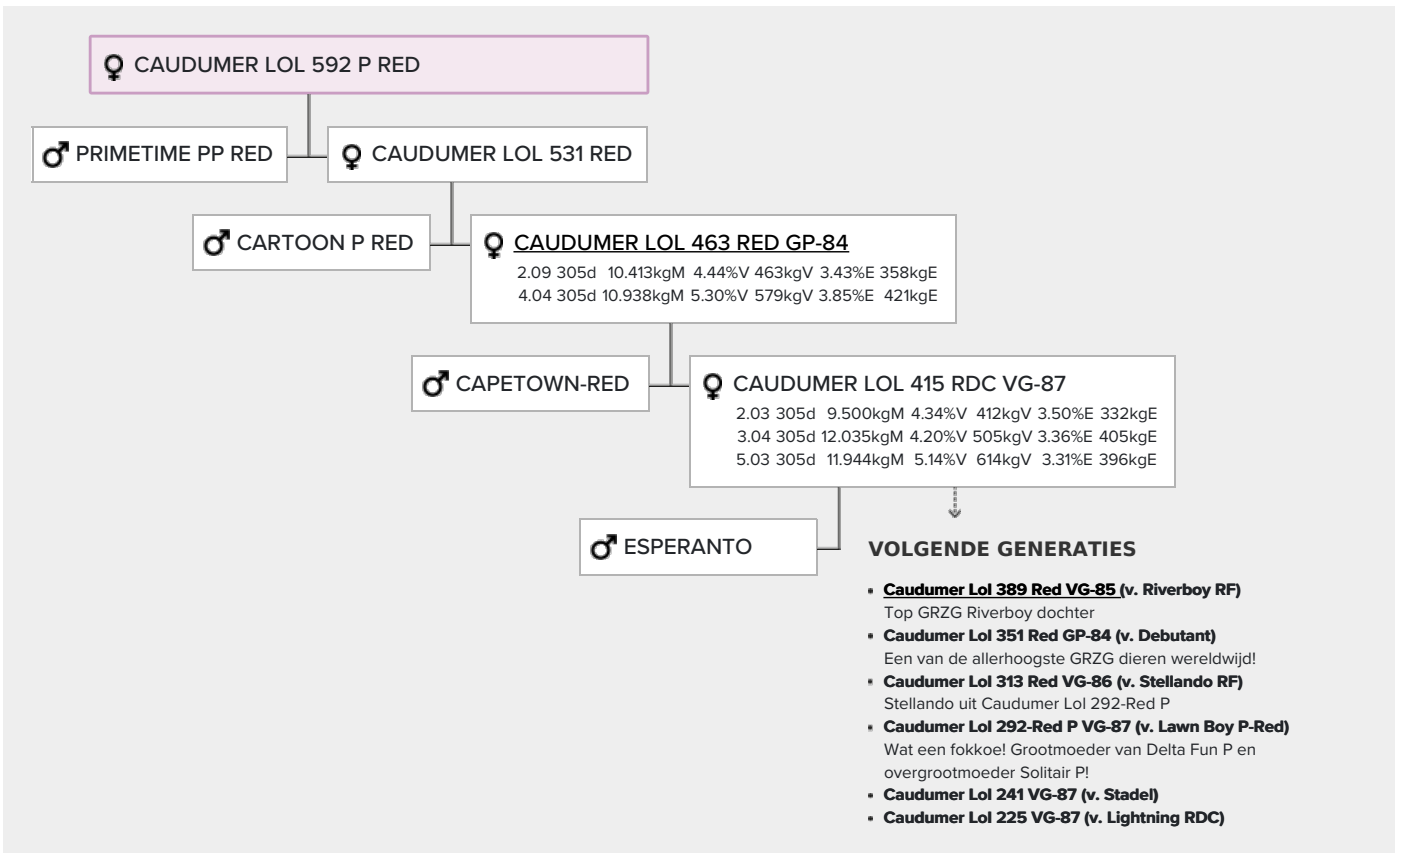 CAUDUMER LOL 592 P RED
PRIMETIME PP RED
CAUDUMER LOL 531 RED
CARTOON P RED
CAUDUMER LOL 463 RED GP-84
2.09 305d 10.413kgM 4.44%V 463kgV 3.43%E 358kgE
4.04 305d 10.938kgM 5.30%V 579kgV 3.85%E 421kgE
CAPETOWN-RED
CAUDUMER LOL 415 RDC VG-87
2.03 305d 9.500kgM 4.34%V 412kgV 3.50%E 332kgE
3.04 305d 12.035kgM 4.20%V 505kgV 3.36%E 405kgE
5.03 305d 11.944kgM 5.14%V 614kgV 3.31%E 396kgE
ESPERANTO
VOLGENDE GENERATIES
• Caudumer Lol 389 Red VG-85 (v. Riverboy RF)
Top GRZG Riverboy dochter
• Caudumer Lol 351 Red GP-84 (v. Debutant)
Een van de allerhoogste GRZG dieren wereldwijd!
• Caudumer Lol 313 Red VG-86 (v. Stellando RF)
Stellando uit Caudumer Lol 292-Red P
• Caudumer Lol 292-Red P VG-87 (v. Lawn Boy P-Red)
Wat een fokkoe! Grootmoeder van Delta Fun P en
overgrootmoeder Solitair P!
• Caudumer Lol 241 VG-87 (v. Stadel)
• Caudumer Lol 225 VG-87 (v. Lightning RDC)